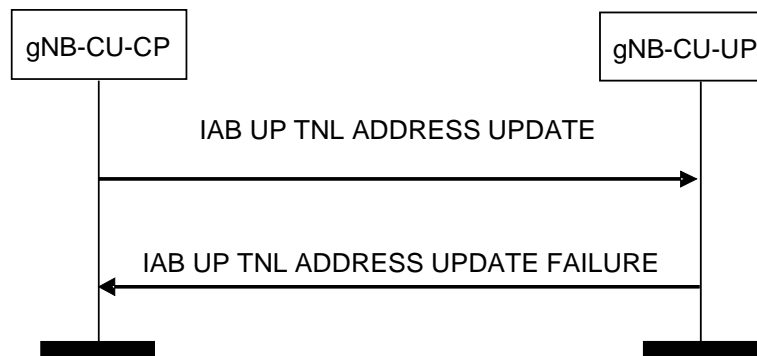 gNB-CU-CP
gNB-CU-UP
IAB UP TNL ADDRESS UPDATE
IAB UP TNL ADDRESS UPDATE FAILURE